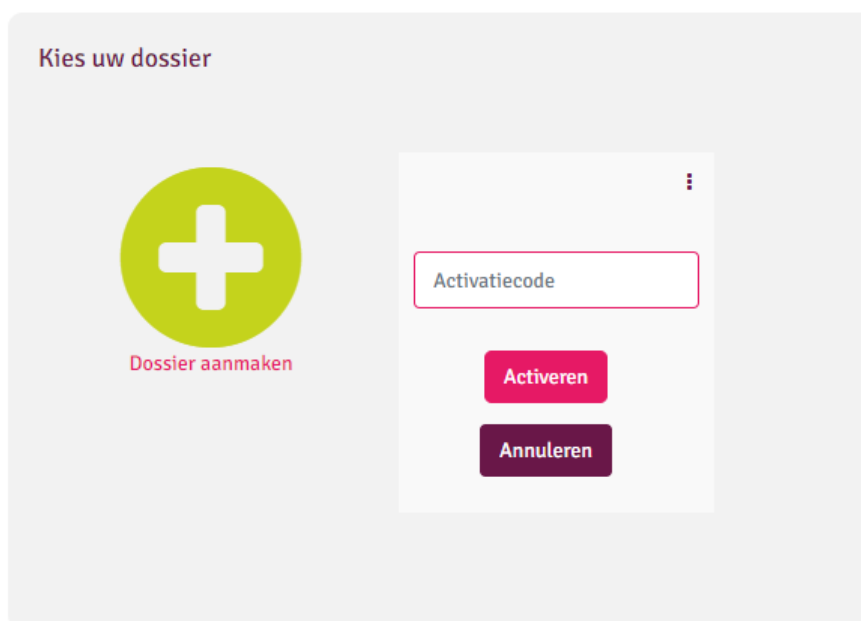 Kies uw dossier
Dossier aanmaken
Activatiecode
Activeren
Annuleren